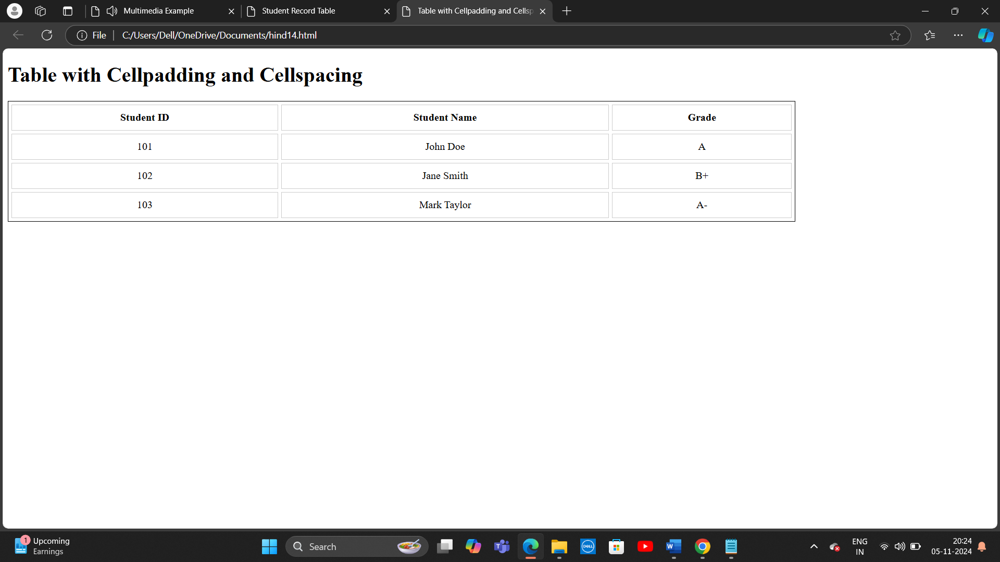 Multimedia Example
Student Record Table
Table with Cellpadding and Cellsp
File
C:/Users/Dell/OneDrive/Documents/hind14.html
Table with Cellpadding and Cellspacing
Student ID Student Name Grade
101 John Doe A
102 Jane Smith B+
103 Mark Taylor A-
1
Upcoming
Earnings
Search
T
DELL
W
ENG
IN
20:24
05-11-2024